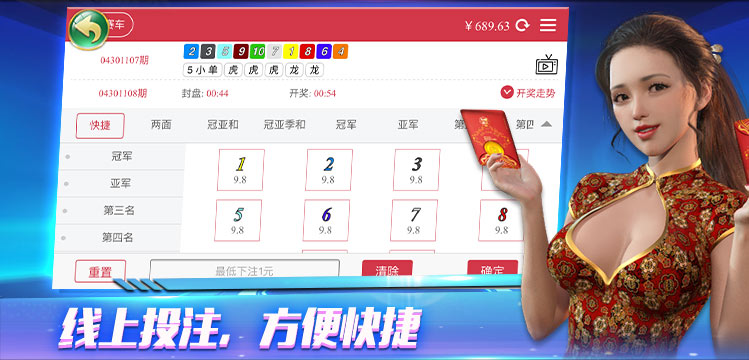 赛车 ¥689.63
04301107期 2 3 5 9 10 7 1 8 6 4
5 小 单 虎 虎 虎 龙 龙
04301108期 封盘: 00:44 开奖: 00:54 开奖走势
快捷 两面 冠亚和 冠亚季和 冠军 亚军 第 第四
冠军 1 2 3
9.8 9.8 9.8
亚军
第三名 5 6 7 8
9.8 9.8 9.8 9.8
第四名
重置 最低下注1元 清除 确定
线上投注，方便快捷